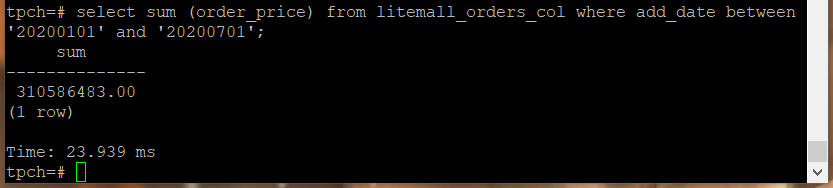 tpch=# select sum (order_price) from litemall_orders_col where add_date between
'20200101' and '20200701';
     sum
--------------
 310586483.00
(1 row)

Time: 23.939 ms
tpch=#